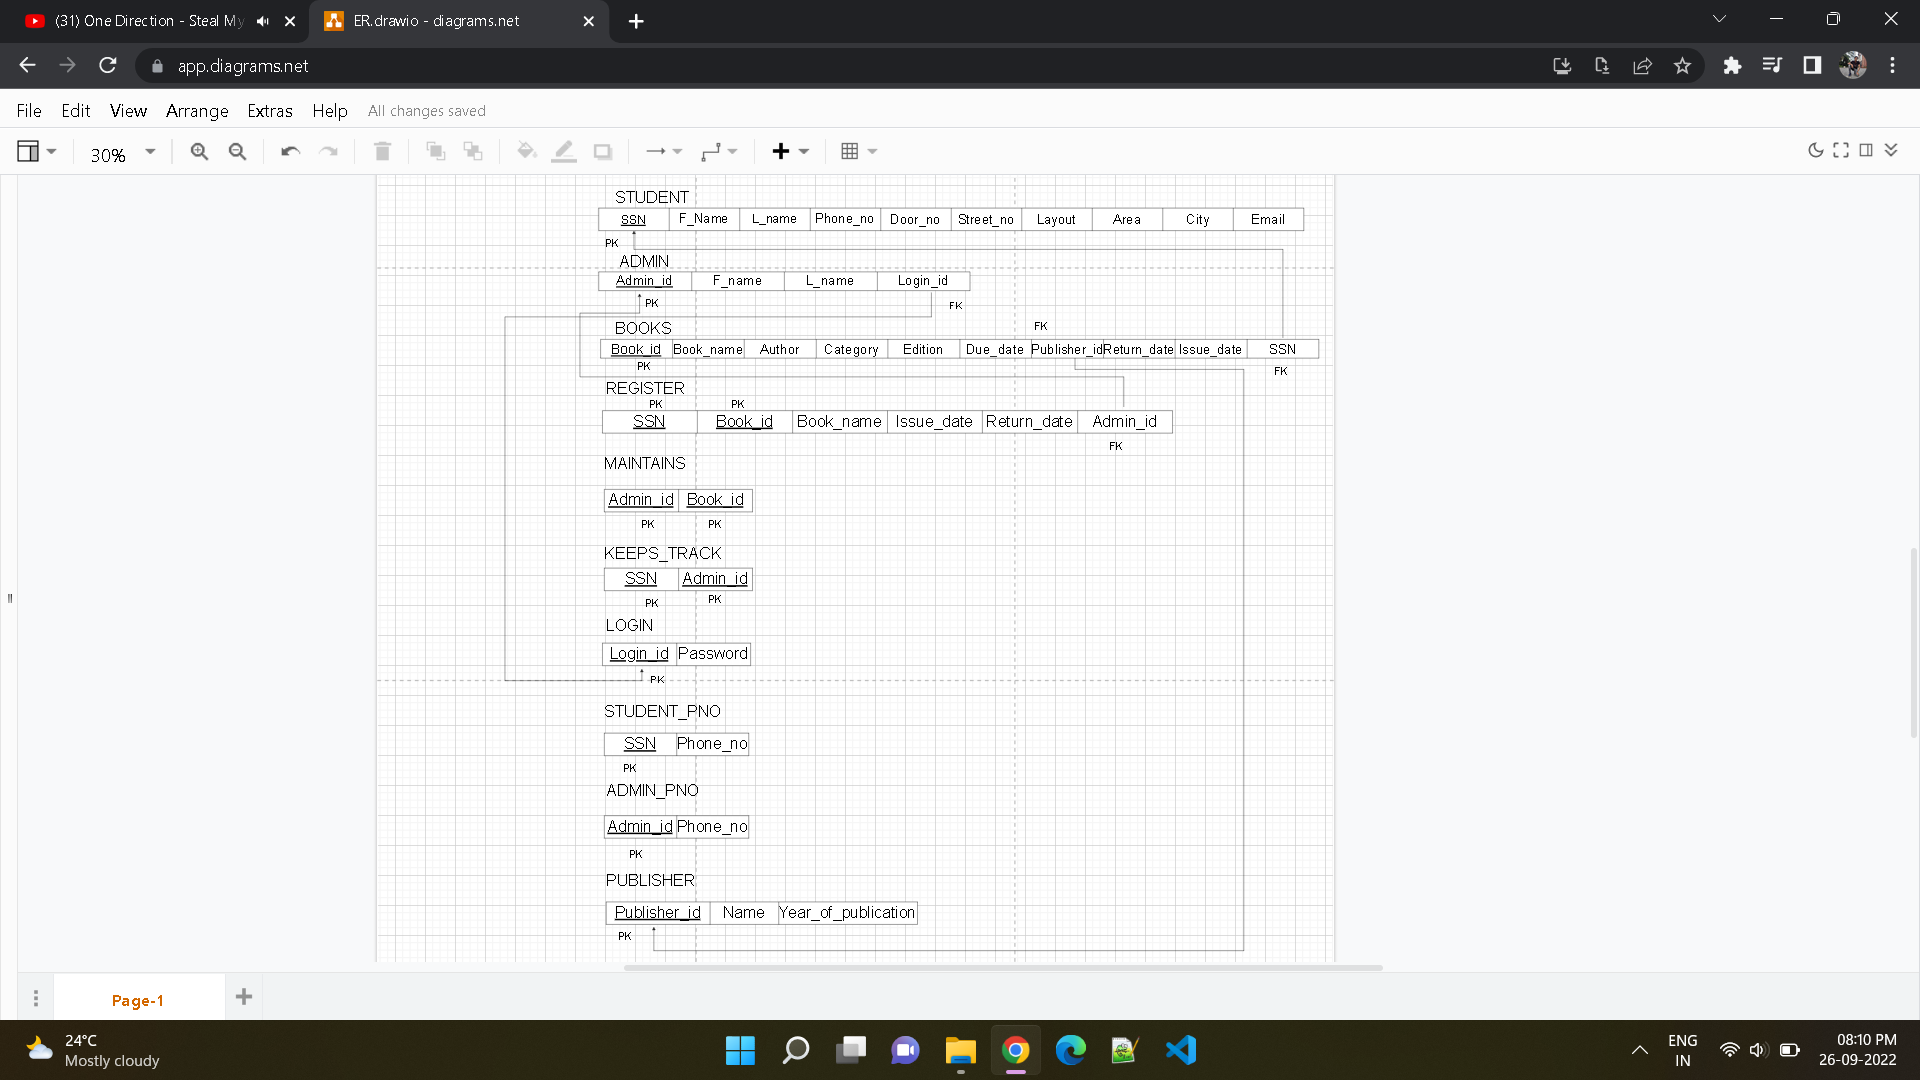 (31) One Direction - Steal My
ER.drawio - diagrams.net
app.diagrams.net
File Edit View Arrange Extras Help All changes saved
30%
STUDENT
SSN F_Name L_name Phone_no Door_no Street_no Layout Area City Email
PK
ADMIN
Admin_id F_name L_name Login_id
PK FK
BOOKS FK
Book_id Book_name Author Category Edition Due_date Publisher_id Return_date Issue_date SSN
PK FK
REGISTER
PK PK
SSN Book_id Book_name Issue_date Return_date Admin_id
FK
MAINTAINS
Admin_id Book_id
PK PK
KEEPS_TRACK
SSN Admin_id
PK PK
LOGIN
Login_id Password
PK
STUDENT_PNO
SSN Phone_no
PK
ADMIN_PNO
Admin_id Phone_no
PK
PUBLISHER
Publisher_id Name Year_of_publication
PK
Page-1
24°C
Mostly cloudy
ENG
IN
08:10 PM
26-09-2022